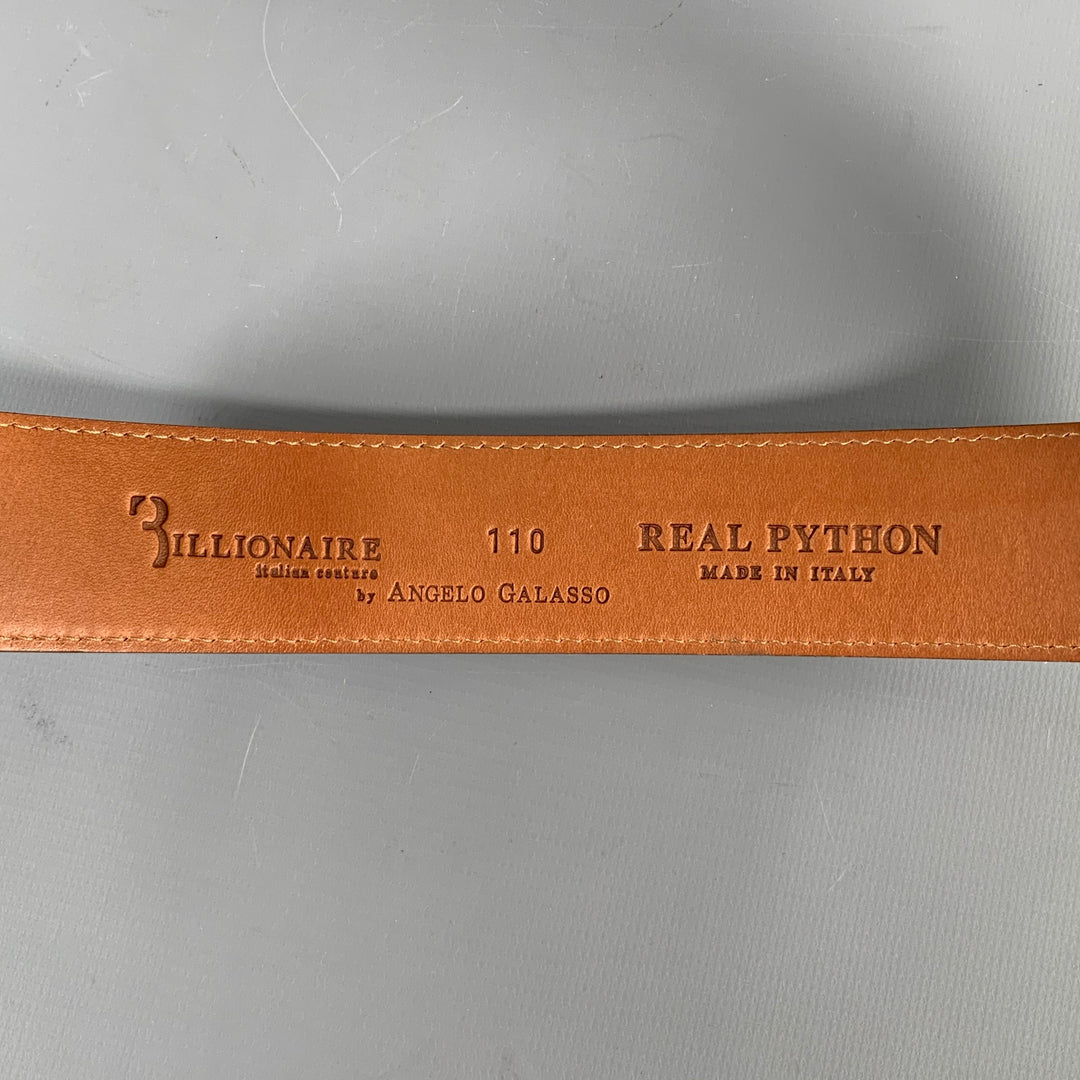 BILLIONAIRE
italian couture
by ANGELO GALASSO
110
REAL PYTHON
MADE IN ITALY